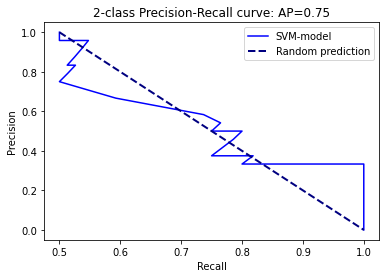 2-class Precision-Recall curve: AP=0.75
SVM-model
Random prediction
Precision
1.0
0.8
0.6
0.4
0.2
0.0
0.5 0.6 0.7 0.8 0.9 1.0
Recall